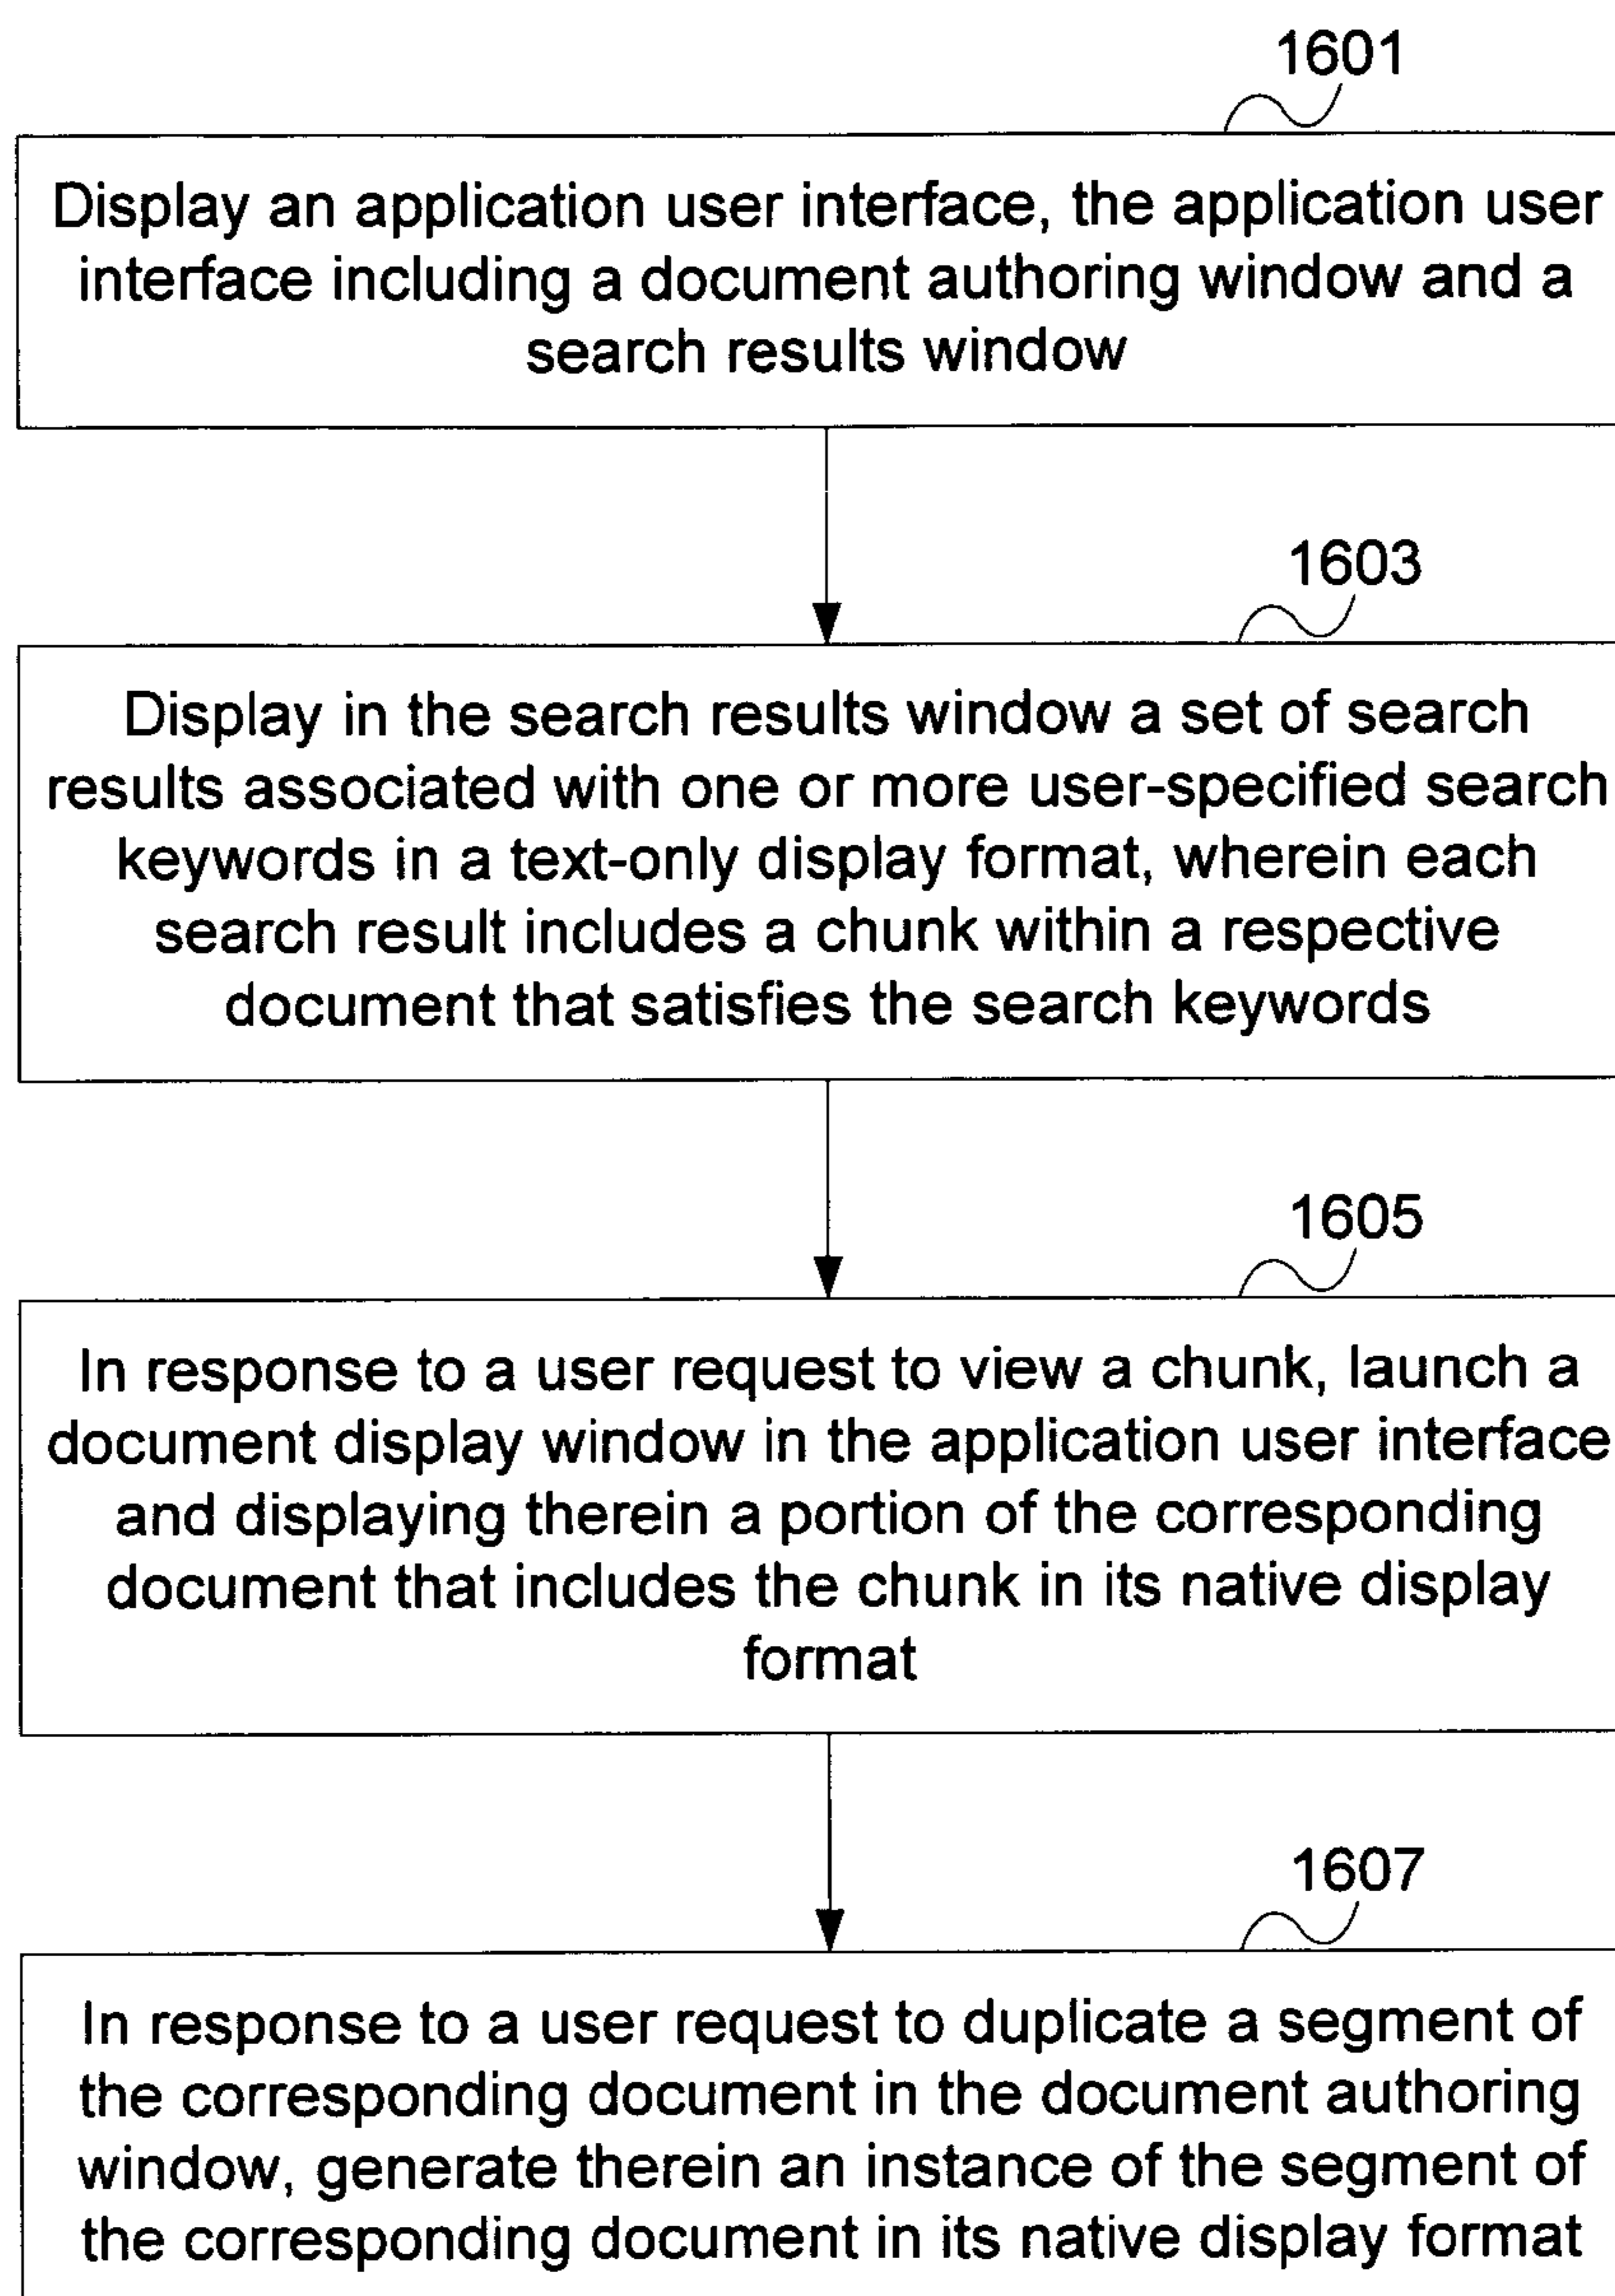 1601
Display an application user interface, the application user
interface including a document authoring window and a
search results window
1603
Display in the search results window a set of search
results associated with one or more user-specified search
keywords in a text-only display format, wherein each
search result includes a chunk within a respective
document that satisfies the search keywords
1605
In response to a user request to view a chunk, launch a
document display window in the application user interface
and displaying therein a portion of the corresponding
document that includes the chunk in its native display
format
1607
In response to a user request to duplicate a segment of
the corresponding document in the document authoring
window, generate therein an instance of the segment of
the corresponding document in its native display format